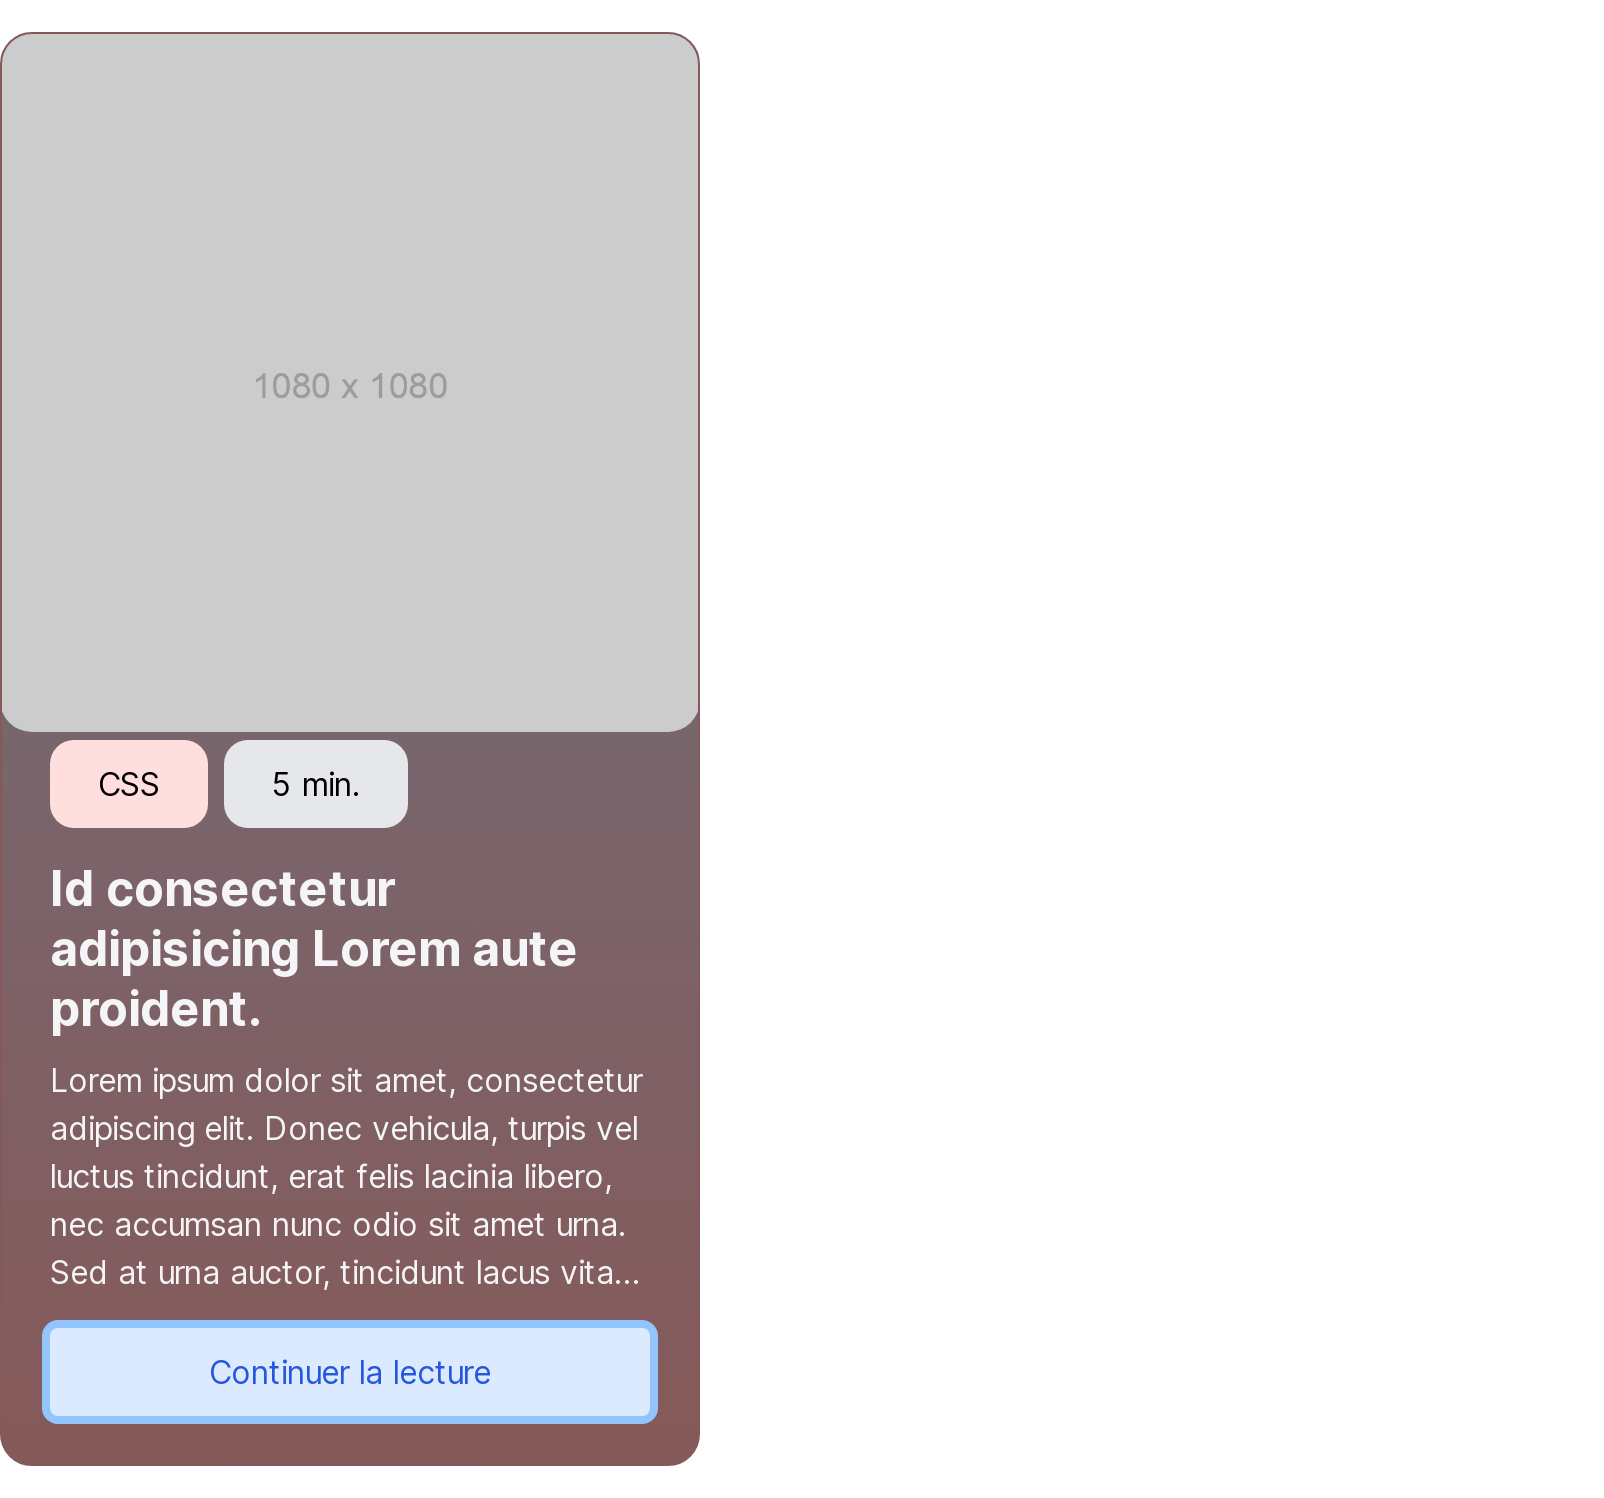 1080 x 1080
CSS
5 min.
Id consectetur
adipisicing Lorem aute
proident.
Lorem ipsum dolor sit amet, consectetur
adipiscing elit. Donec vehicula, turpis vel
luctus tincidunt, erat felis lacinia libero,
nec accumsan nunc odio sit amet urna.
Sed at urna auctor, tincidunt lacus vita…
Continuer la lecture